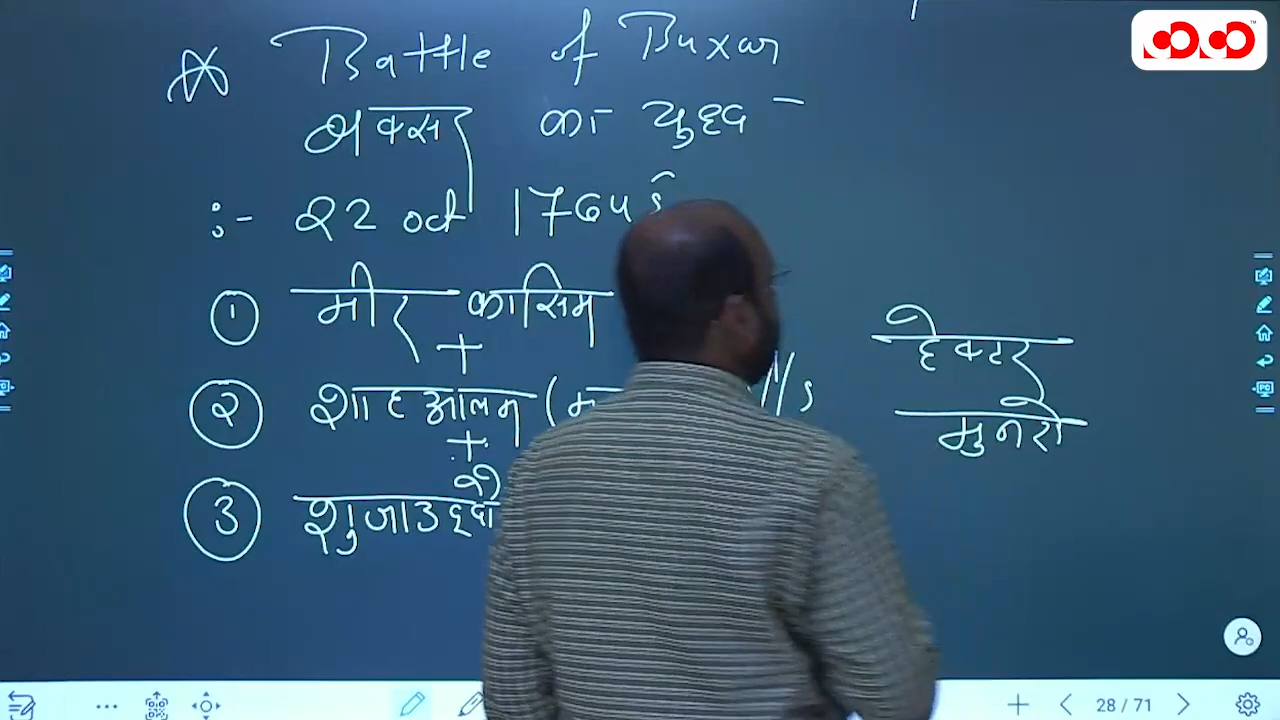 Battle of Buxar
बक्सर का युद्ध -
:- 22 oct 1764 ई
① मीर कासिम
+
② शाह आलम ( V/s
+
③ शुजाउद्दौ
हेक्टर
मुनरो
28 / 71